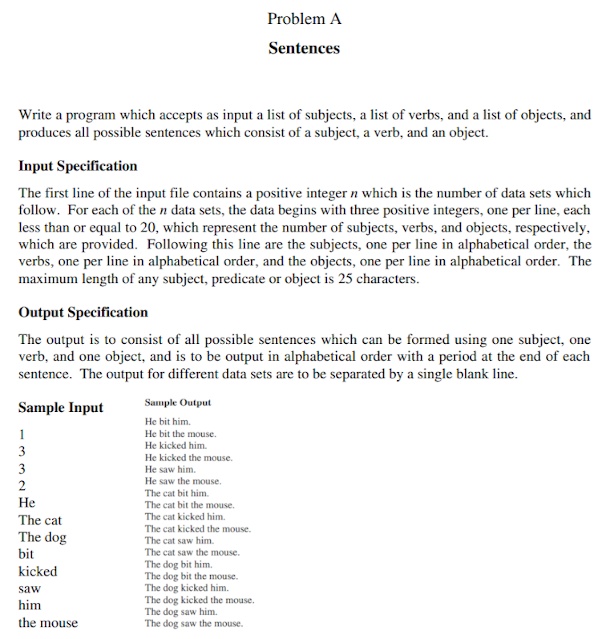 Problem A
Sentences
Write a program which accepts as input a list of subjects, a list of verbs, and a list of objects, and
produces all possible sentences which consist of a subject, a verb, and an object.
Input Specification
The first line of the input file contains a positive integer n which is the number of data sets which
follow. For each of the n data sets, the data begins with three positive integers, one per line, each
less than or equal to 20, which represent the number of subjects, verbs, and objects, respectively,
which are provided. Following this line are the subjects, one per line in alphabetical order, the
verbs, one per line in alphabetical order, and the objects, one per line in alphabetical order. The
maximum length of any subject, predicate or object is 25 characters.
Output Specification
The output is to consist of all possible sentences which can be formed using one subject, one
verb, and one object, and is to be output in alphabetical order with a period at the end of each
sentence. The output for different data sets are to be separated by a single blank line.
Sample Input
1
3
3
2
He
The cat
The dog
bit
kicked
saw
him
the mouse
Sample Output
He bit him.
He bit the mouse.
He kicked him.
He kicked the mouse.
He saw him.
He saw the mouse.
The cat bit him.
The cat bit the mouse.
The cat kicked him.
The cat kicked the mouse.
The cat saw him.
The cat saw the mouse.
The dog bit him.
The dog bit the mouse.
The dog kicked him.
The dog kicked the mouse.
The dog saw him.
The dog saw the mouse.